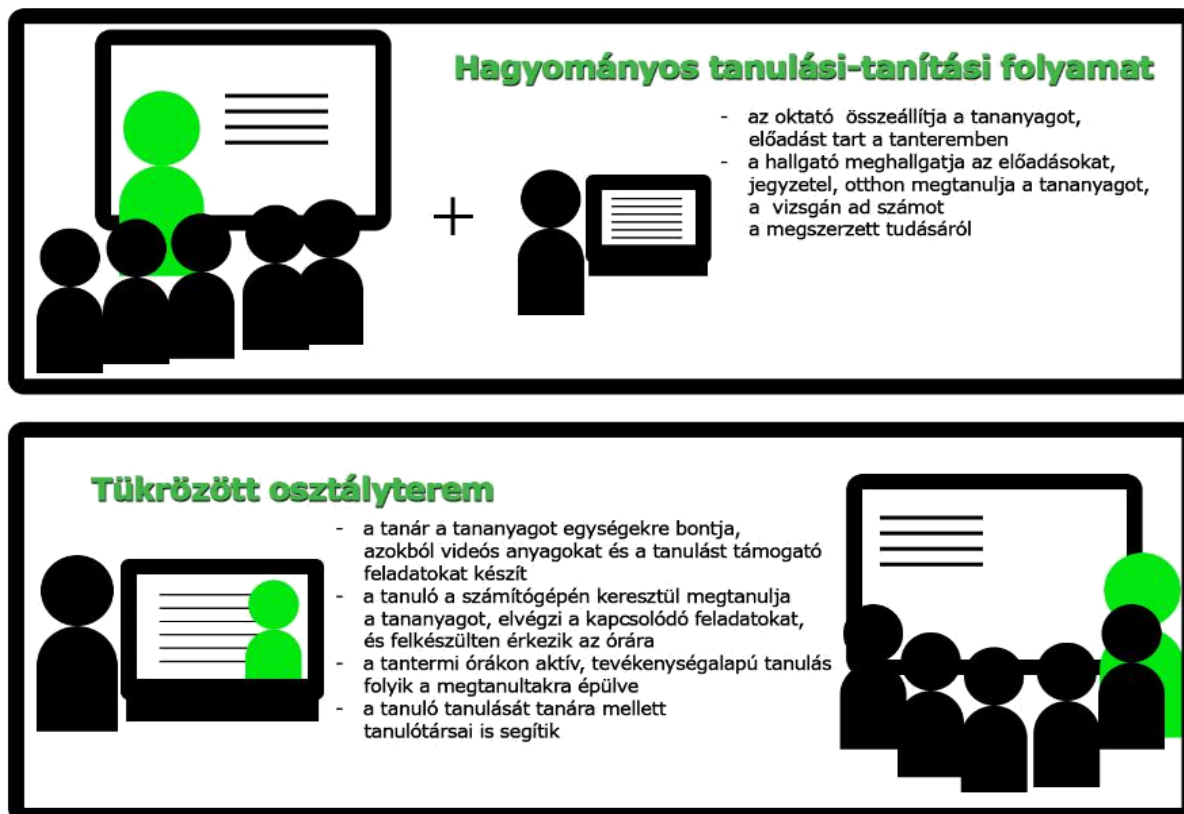 Hagyományos tanulási-tanítási folyamat
- az oktató összeállítja a tananyagot,
előadást tart a tanteremben
- a hallgató meghallgatja az előadásokat,
jegyzetel, otthon megtanulja a tananyagot,
a vizsgán ad számot
a megszerzett tudásáról
+
Tükrözött osztályterem
- a tanár a tananyagot egységekre bontja,
azokból videós anyagokat és a tanulást támogató
feladatokat készít
- a tanuló a számítógépén keresztül megtanulja
a tananyagot, elvégzi a kapcsolódó feladatokat,
és felkészülten érkezik az órára
- a tantermi órákon aktív, tevékenységalapú tanulás
folyik a megtanultakra épülve
- a tanuló tanulását tanára mellett
tanulótársai is segítik